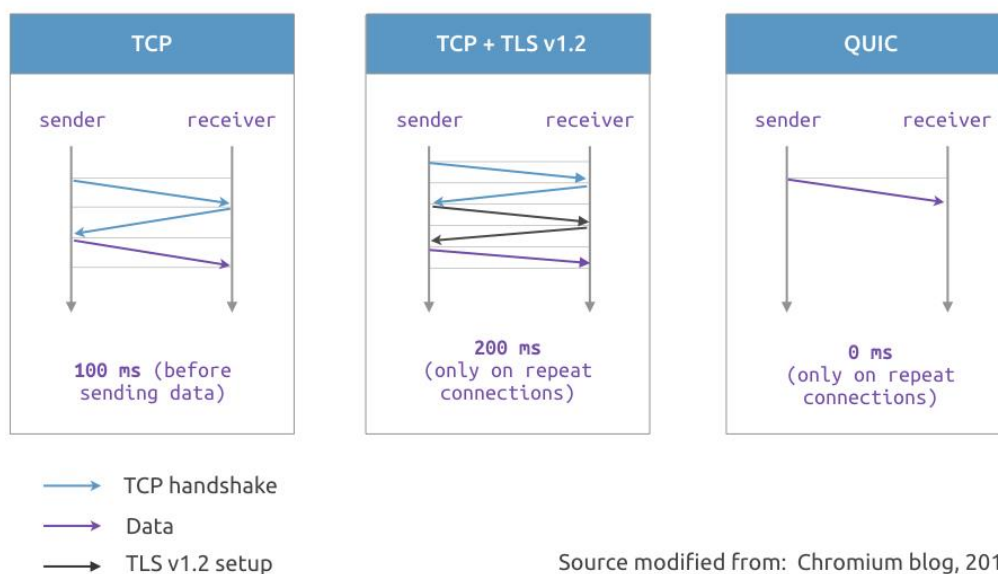 TCP
sender receiver
100 ms (before
sending data)
TCP + TLS v1.2
sender receiver
200 ms
(only on repeat
connections)
QUIC
sender receiver
0 ms
(only on repeat
connections)
TCP handshake
Data
TLS v1.2 setup
Source modified from: Chromium blog, 201